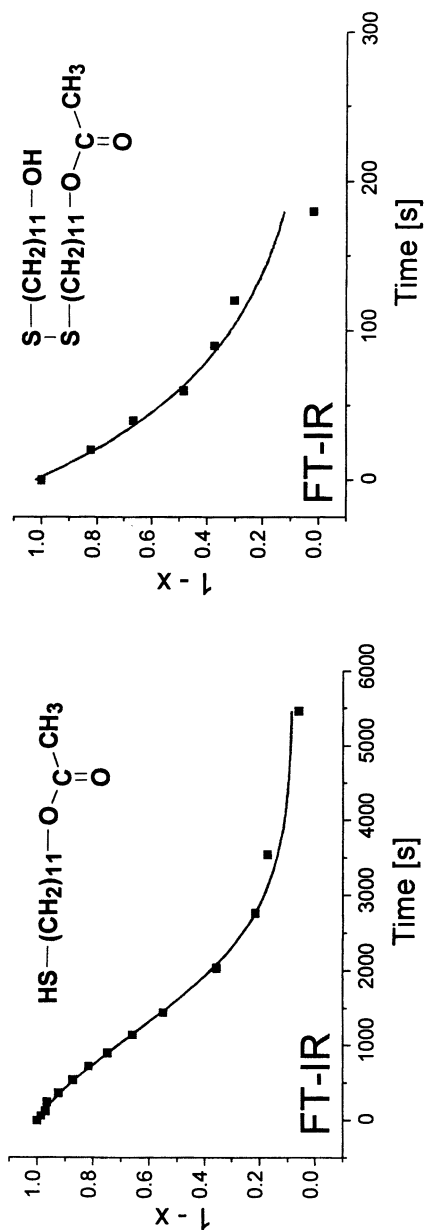 HS—(CH₂)₁₁—O
C
CH₃
=O
1.0
0.8
0.6
0.4
0.2
0.0
1 - x
FT-IR
0 1000 2000 3000 4000 5000 6000
Time [s]
S—(CH₂)₁₁—OH
S—(CH₂)₁₁—O
C
CH₃
=O
1.0
0.8
0.6
0.4
0.2
0.0
1 - x
FT-IR
0 100 200 300
Time [s]